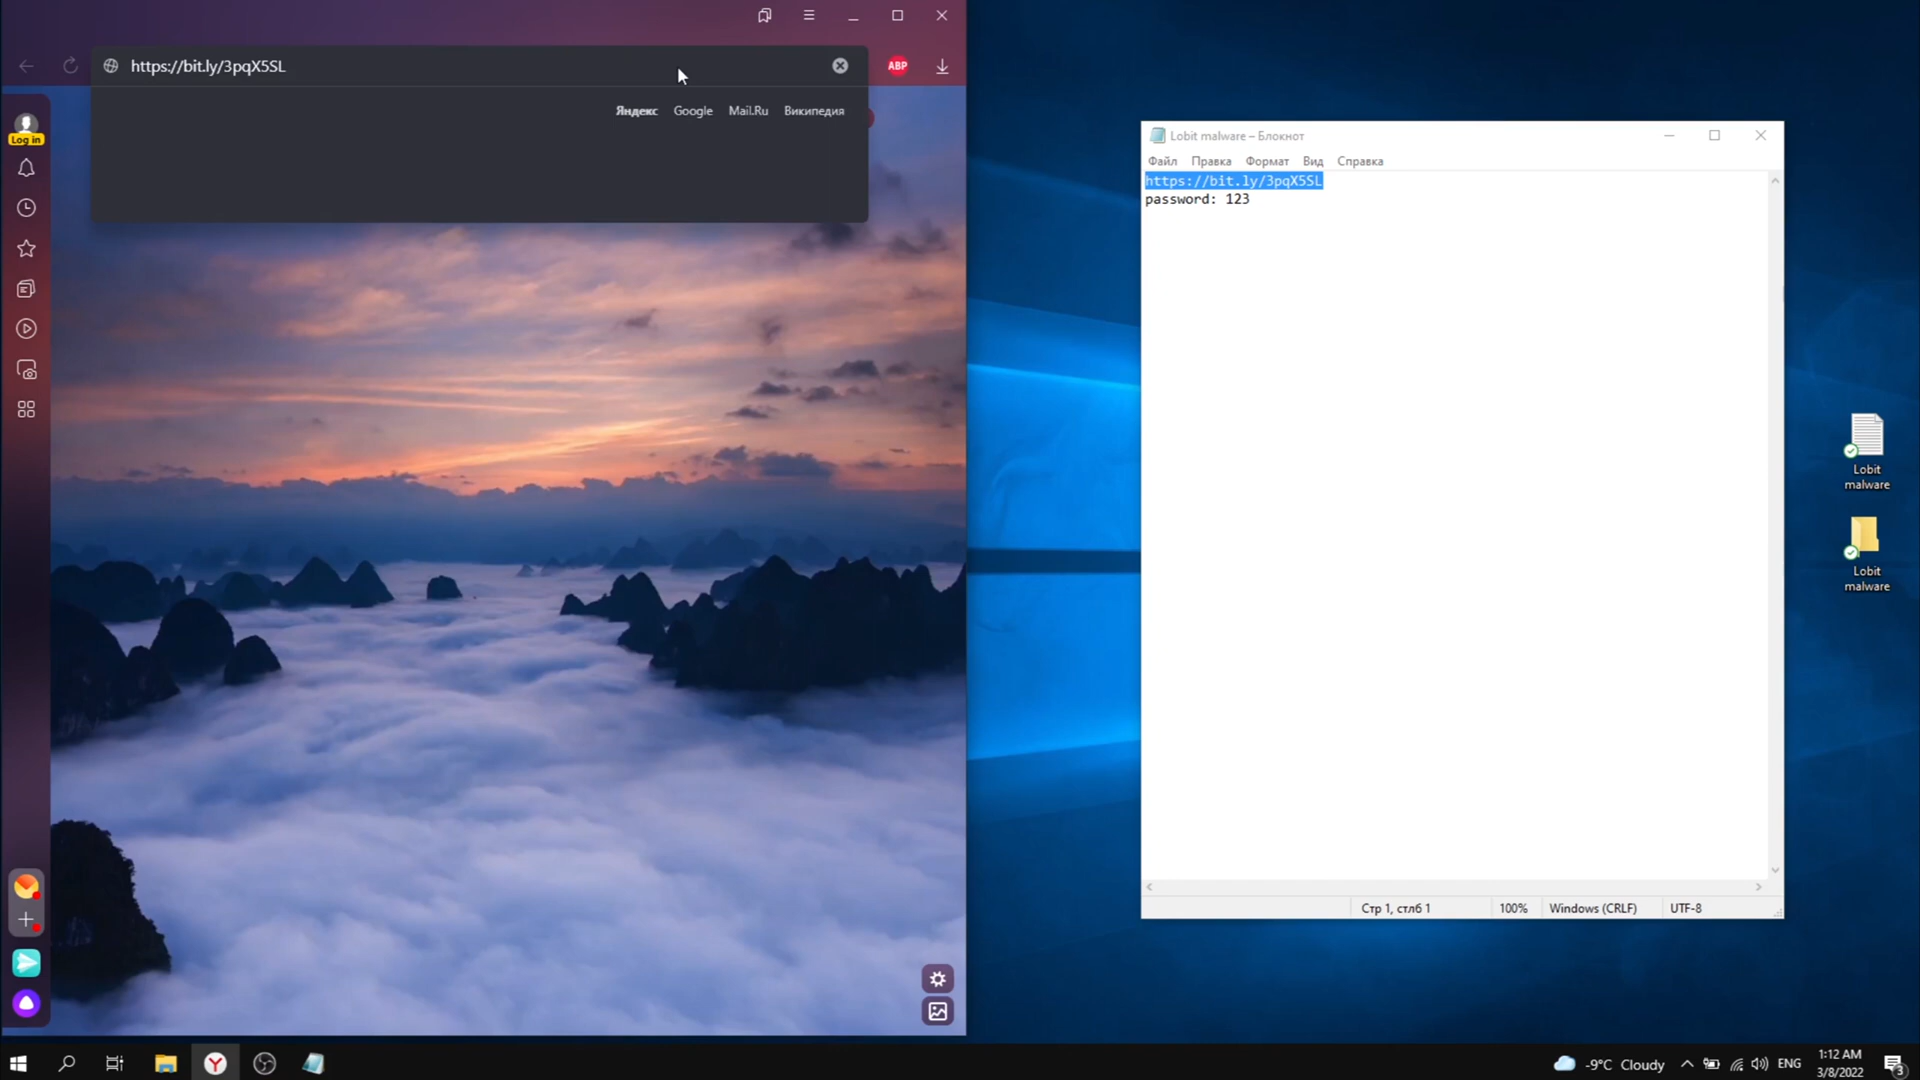 https://bit.ly/3pqX5SL
ABP
Яндекс Google Mail.Ru Википедия
Log in
Lobit malware – Блокнот
Файл Правка Формат Вид Справка
https://bit.ly/3pqX5SL
password: 123
Стр 1, стлб 1 100% Windows (CRLF) UTF-8
Lobit
malware
Lobit
malware
-9°C Cloudy
ENG
1:12 AM
3/8/2022
3